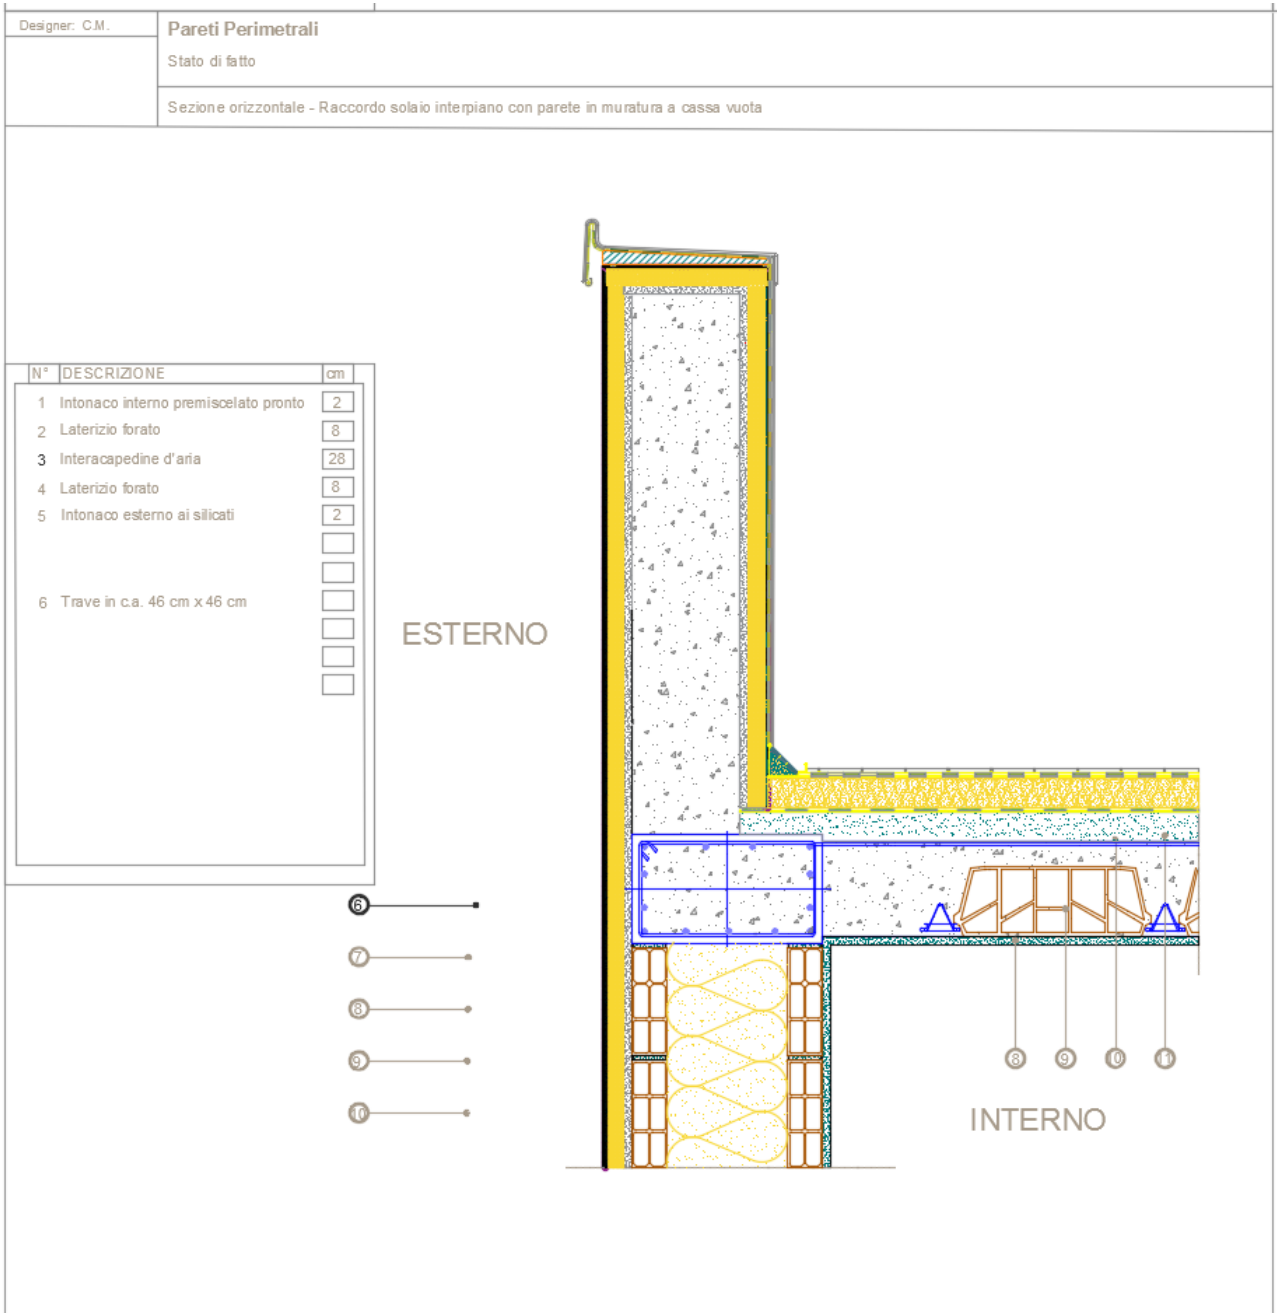 Designer: C.M.
Pareti Perimetrali
Stato di fatto
Sezione orizzontale - Raccordo solaio interpiano con parete in muratura a cassa vuota
N° DESCRIZIONE cm
1 Intonaco interno premiscelato pronto 2
2 Laterizio forato 8
3 Interacapedine d'aria 28
4 Laterizio forato 8
5 Intonaco esterno ai silicati 2
6 Trave in c.a. 46 cm x 46 cm
ESTERNO
6
7
8
9
10
8 9 10 11
INTERNO